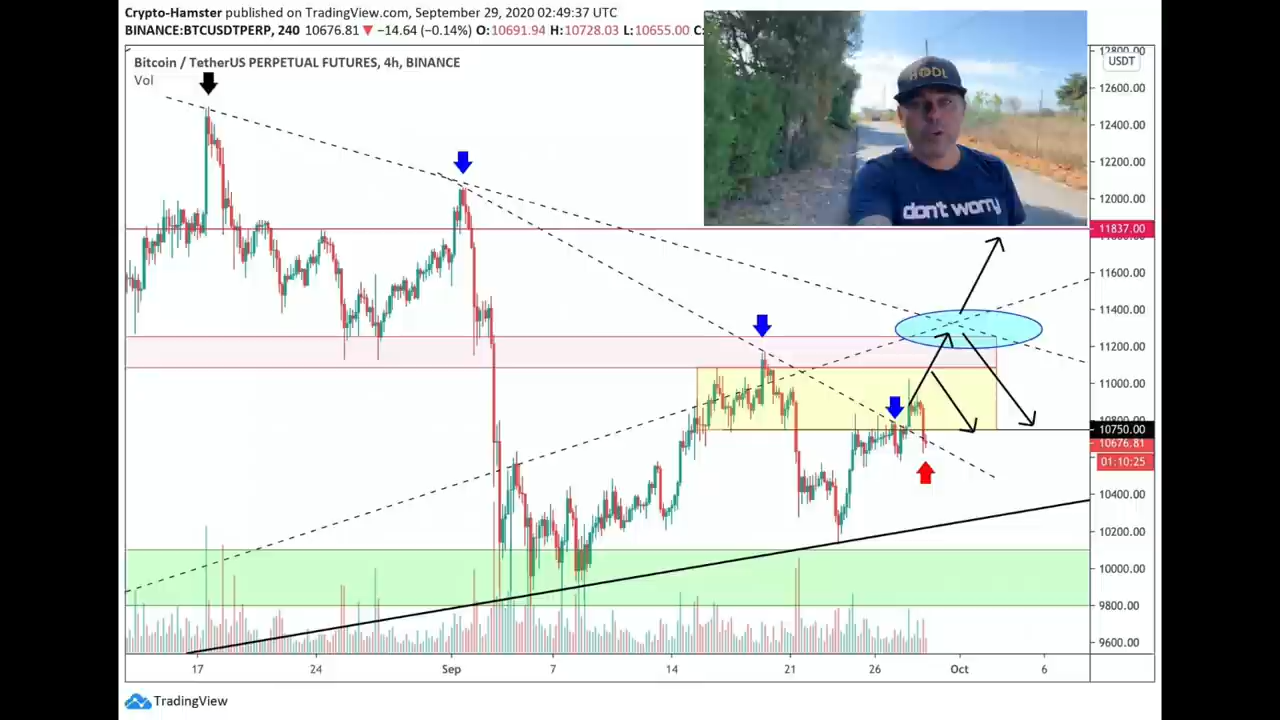 Crypto-Hamster published on TradingView.com, September 29, 2020 02:49:37 UTC
BINANCE:BTCUSDTPERP, 240 10676.81 ▼ −14.64 (−0.14%) O:10691.94 H:10728.03 L:10655.00 C:
Bitcoin / TetherUS PERPETUAL FUTURES, 4h, BINANCE
Vol
HODL
don't worry
12800.00
USDT
12600.00
12400.00
12200.00
12000.00
11837.00
11600.00
11400.00
11200.00
11000.00
10800.00
10750.00
10676.81
01:10:25
10400.00
10200.00
10000.00
9800.00
9600.00
17 24 Sep 7 14 21 26 Oct 6
TradingView